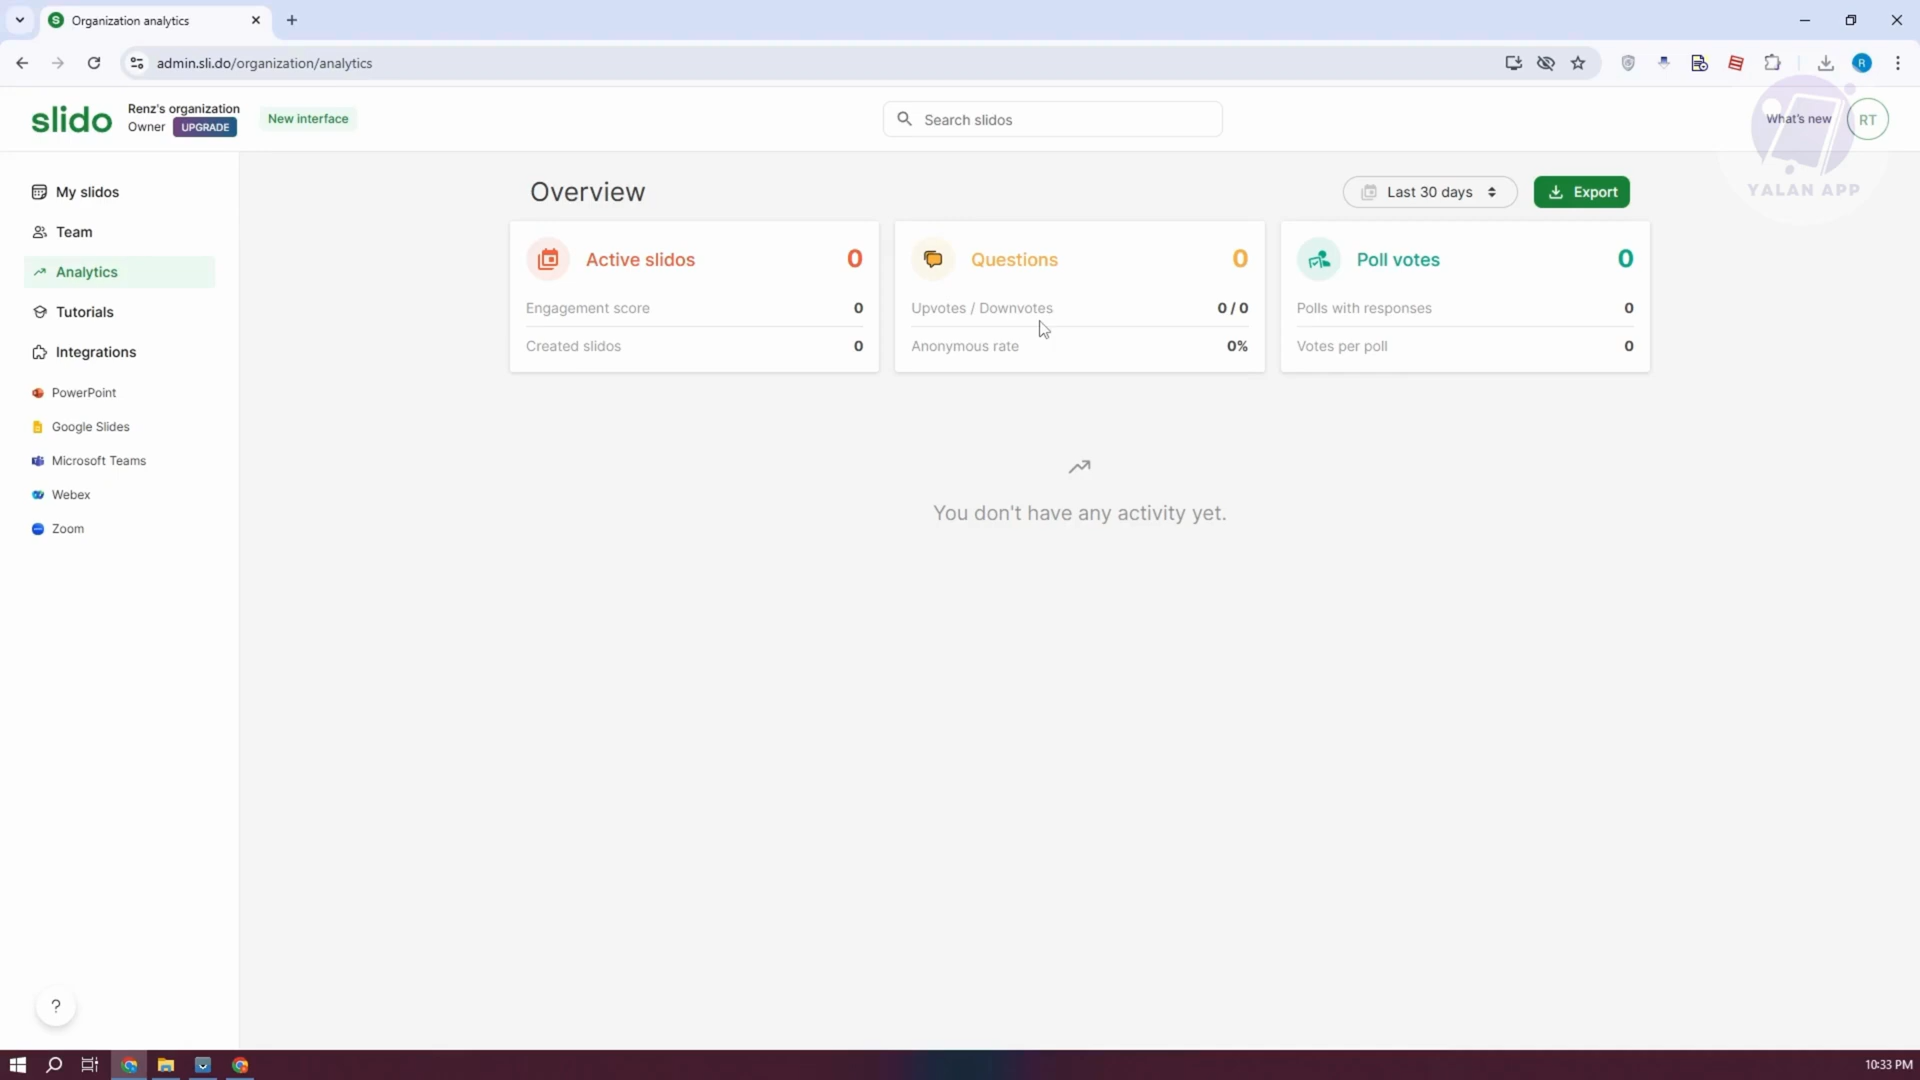 Organization analytics
admin.sli.do/organization/analytics
R
slido
Renz's organization
Owner UPGRADE
New interface
Search slidos
What's new
RT
YALAN APP
My slidos
Team
Analytics
Tutorials
Integrations
PowerPoint
Google Slides
Microsoft Teams
Webex
Zoom
?
Overview
Last 30 days
Export
Active slidos 0
Engagement score 0
Created slidos 0
Questions 0
Upvotes / Downvotes 0 / 0
Anonymous rate 0%
Poll votes 0
Polls with responses 0
Votes per poll 0
You don't have any activity yet.
10:33 PM